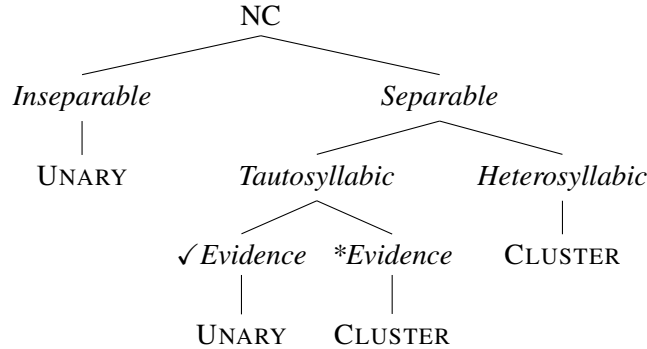 NC
Inseparable Separable
UNARY Tautosyllabic Heterosyllabic
✓Evidence *Evidence CLUSTER
UNARY CLUSTER